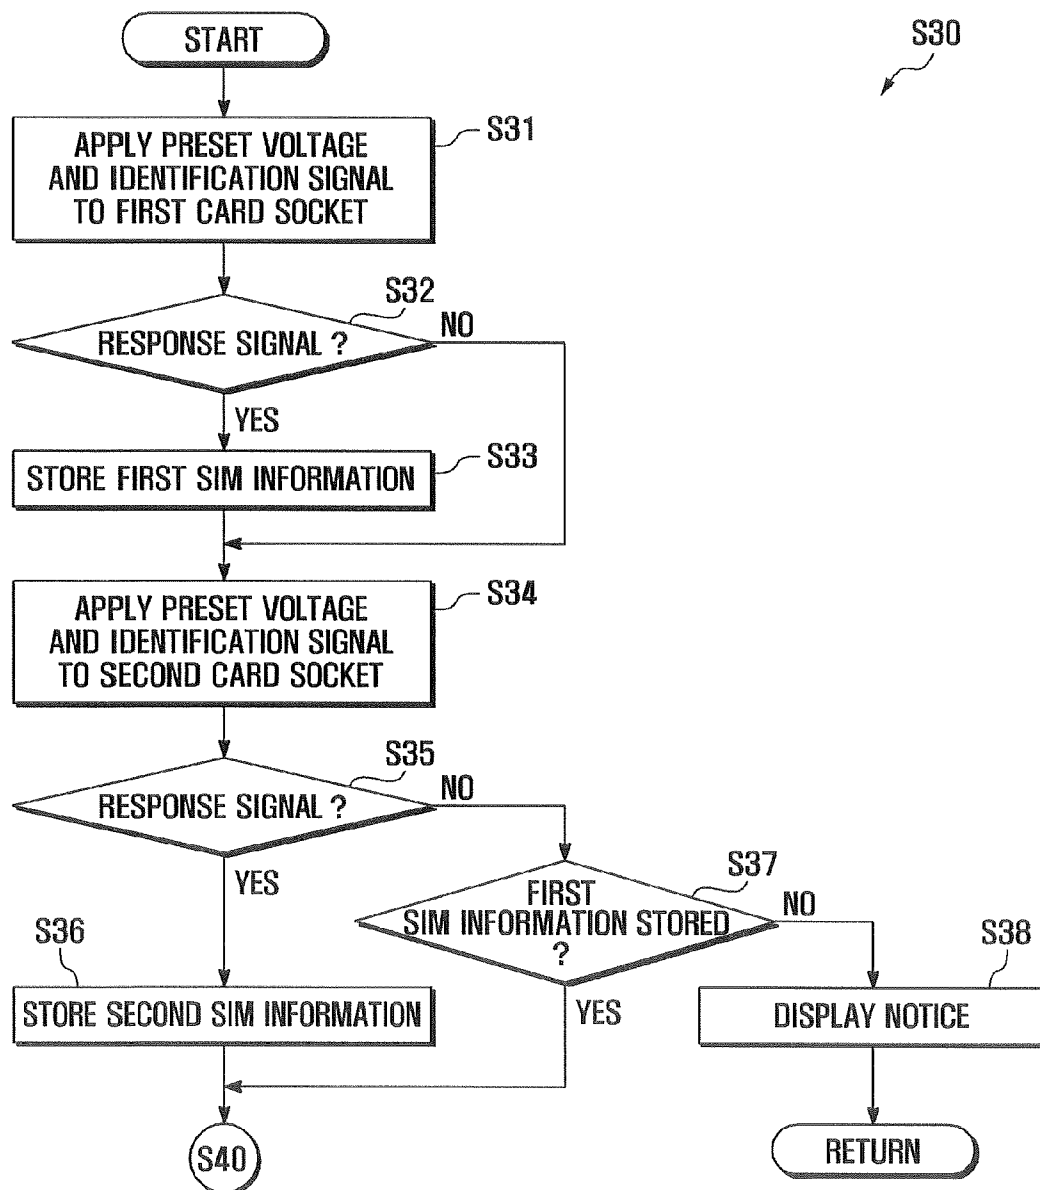 START
S30
APPLY PRESET VOLTAGE
AND IDENTIFICATION SIGNAL
TO FIRST CARD SOCKET
S31
RESPONSE SIGNAL ?
S32
NO
YES
STORE FIRST SIM INFORMATION
S33
APPLY PRESET VOLTAGE
AND IDENTIFICATION SIGNAL
TO SECOND CARD SOCKET
S34
RESPONSE SIGNAL ?
S35
NO
YES
FIRST
SIM INFORMATION STORED
?
S37
NO
YES
S36
STORE SECOND SIM INFORMATION
S38
DISPLAY NOTICE
S40
RETURN